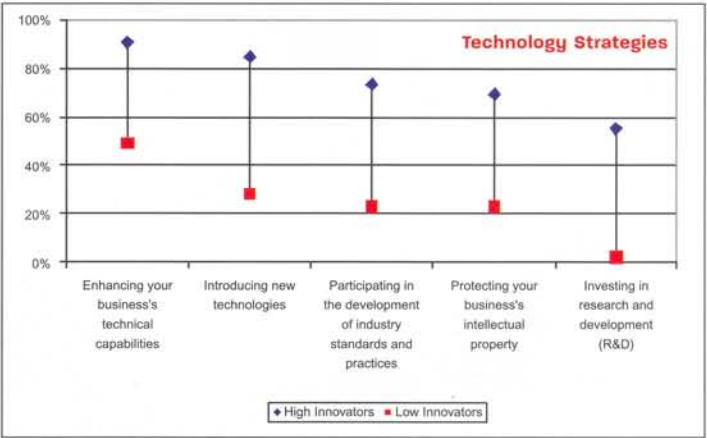 Technology Strategies
100%
80%
60%
40%
20%
0%
Enhancing your
business's
technical
capabilities
Introducing new
technologies
Participating in
the development
of industry
standards and
practices
Protecting your
business's
intellectual
property
Investing in
research and
development
(R&D)
High Innovators Low Innovators